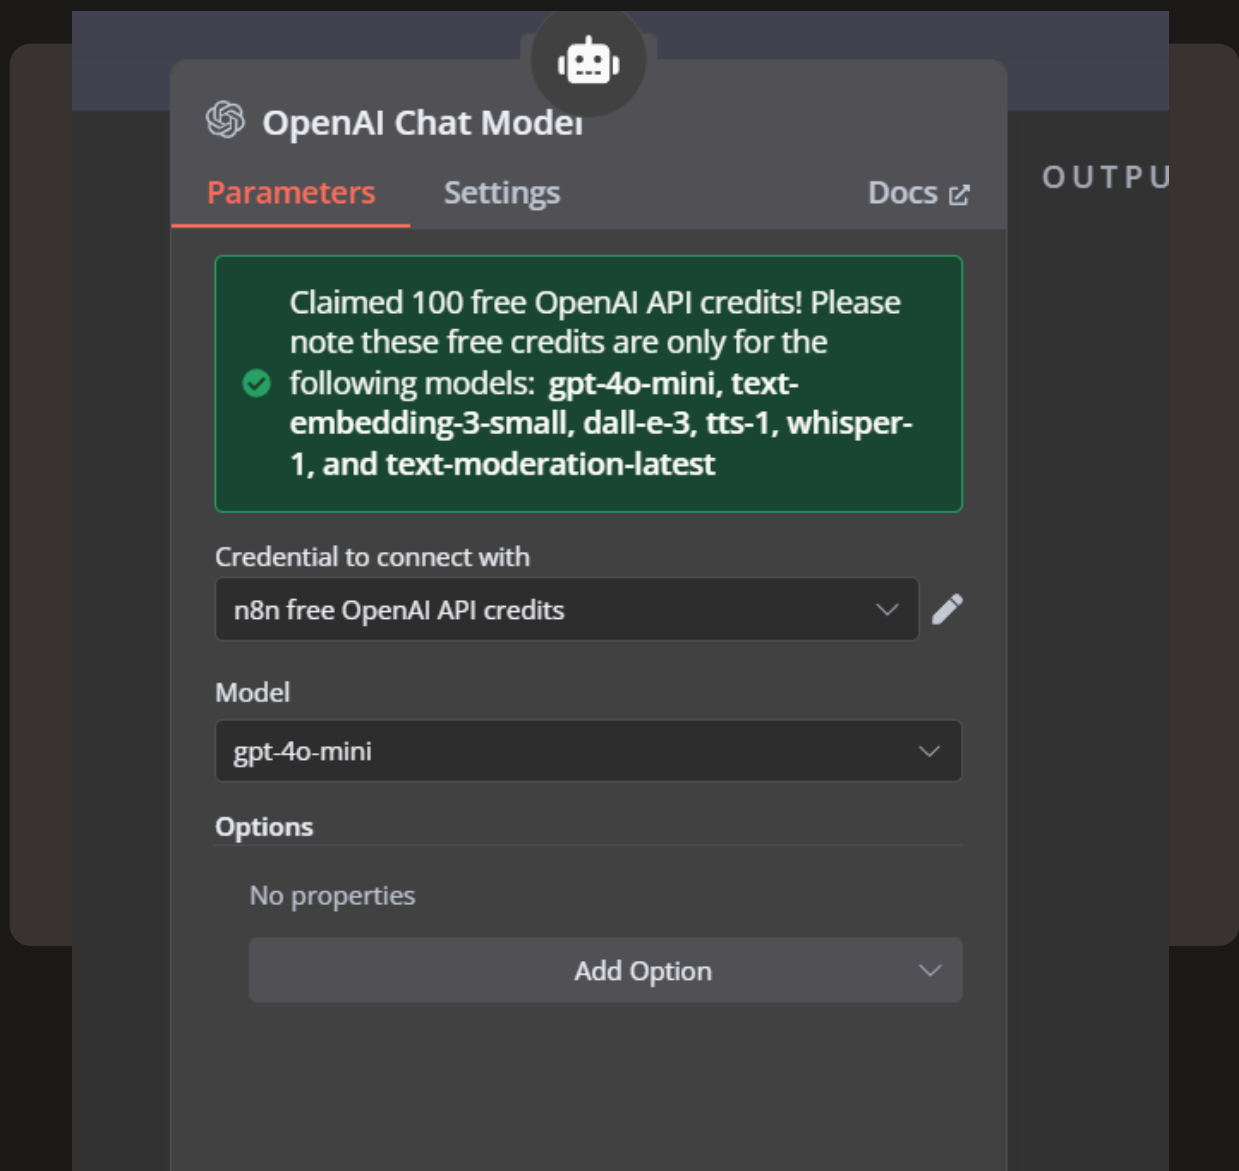 OpenAI Chat Model
Parameters Settings Docs
OUTPU
Claimed 100 free OpenAI API credits! Please
note these free credits are only for the
following models: gpt-4o-mini, text-
embedding-3-small, dall-e-3, tts-1, whisper-
1, and text-moderation-latest
Credential to connect with
n8n free OpenAI API credits
Model
gpt-4o-mini
Options
No properties
Add Option